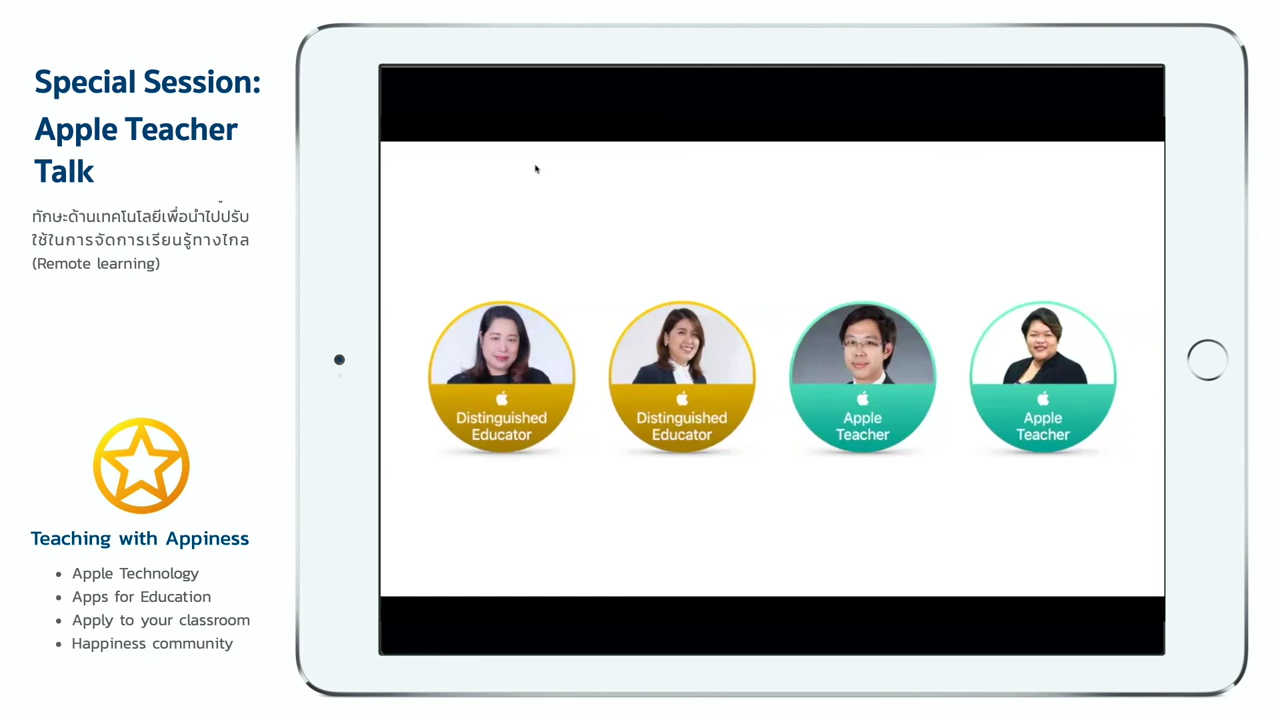 Special Session:
Apple Teacher
Talk
ทักษะด้านเทคโนโลยีเพื่อนำไปปรับ
ใช้ในการจัดการเรียนรู้ทางไกล
(Remote learning)
Distinguished
Educator
Distinguished
Educator
Apple
Teacher
Apple
Teacher
Teaching with Appiness
• Apple Technology
• Apps for Education
• Apply to your classroom
• Happiness community